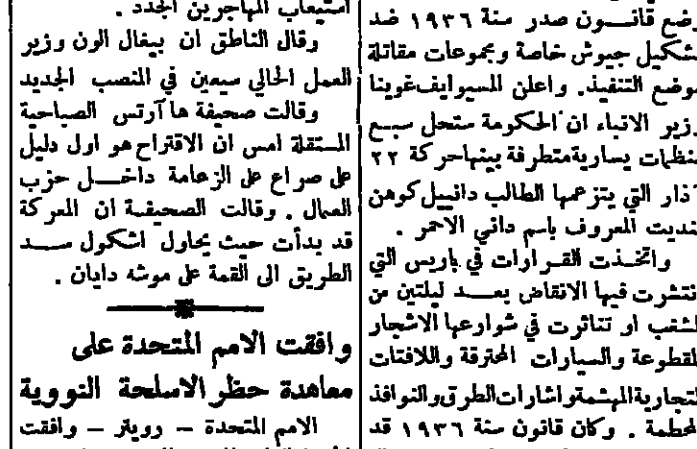 وضع قانون صدر سنة ١٩٣٦ ضد
تشكيل جيوش خاصة ومجموعات مقاتلة
موضع التنفيذ. واعلن المسيو ايف غوينا
وزير الانباء ان الحكومة ستحل سبع
منظمات يسارية متطرفة بينها حركة ٢٢
اذار التي يتزعمها الطالب دانييل كوهن
بنديت المعروف باسم داني الاحمر .
واتخذت القرارات في باريس التي
انتشرت فيها الانقاض بعد ليلتين من
الشغب او تناثرت في شوارعها الاشجار
المقطوعة والسيارات المحترقة واللافتات
التجارية المهشمة واشارات الطرق والنوافذ
المحطمة . وكان قانون سنة ١٩٣٦ قد
استيعاب المهاجرين الجدد .
وقال الناطق ان بيغال الون وزير
العمل الحالي سيعين في المنصب الجديد
وقالت صحيفة هاآرتس الصباحية
المستقلة امس ان الاقتراح هو اول دليل
على صراع على الزعامة داخل حزب
العمال . وقالت الصحيفة ان المعركة
قد بدأت حيث يحاول اشكول سد
الطريق الى القمة على موشه دايان .
وافقت الامم المتحدة على
معاهدة حظر الاسلحة النووية
الامم المتحدة – رويتر – وافقت